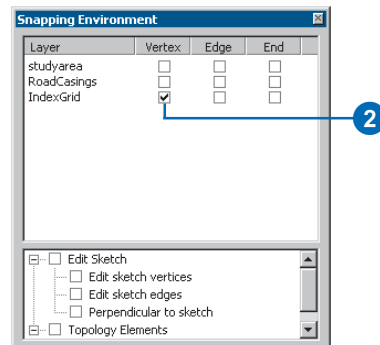 Snapping Environment
Layer Vertex Edge End
studyarea
RoadCasings
IndexGrid
2
Edit Sketch
Edit sketch vertices
Edit sketch edges
Perpendicular to sketch
Topology Elements